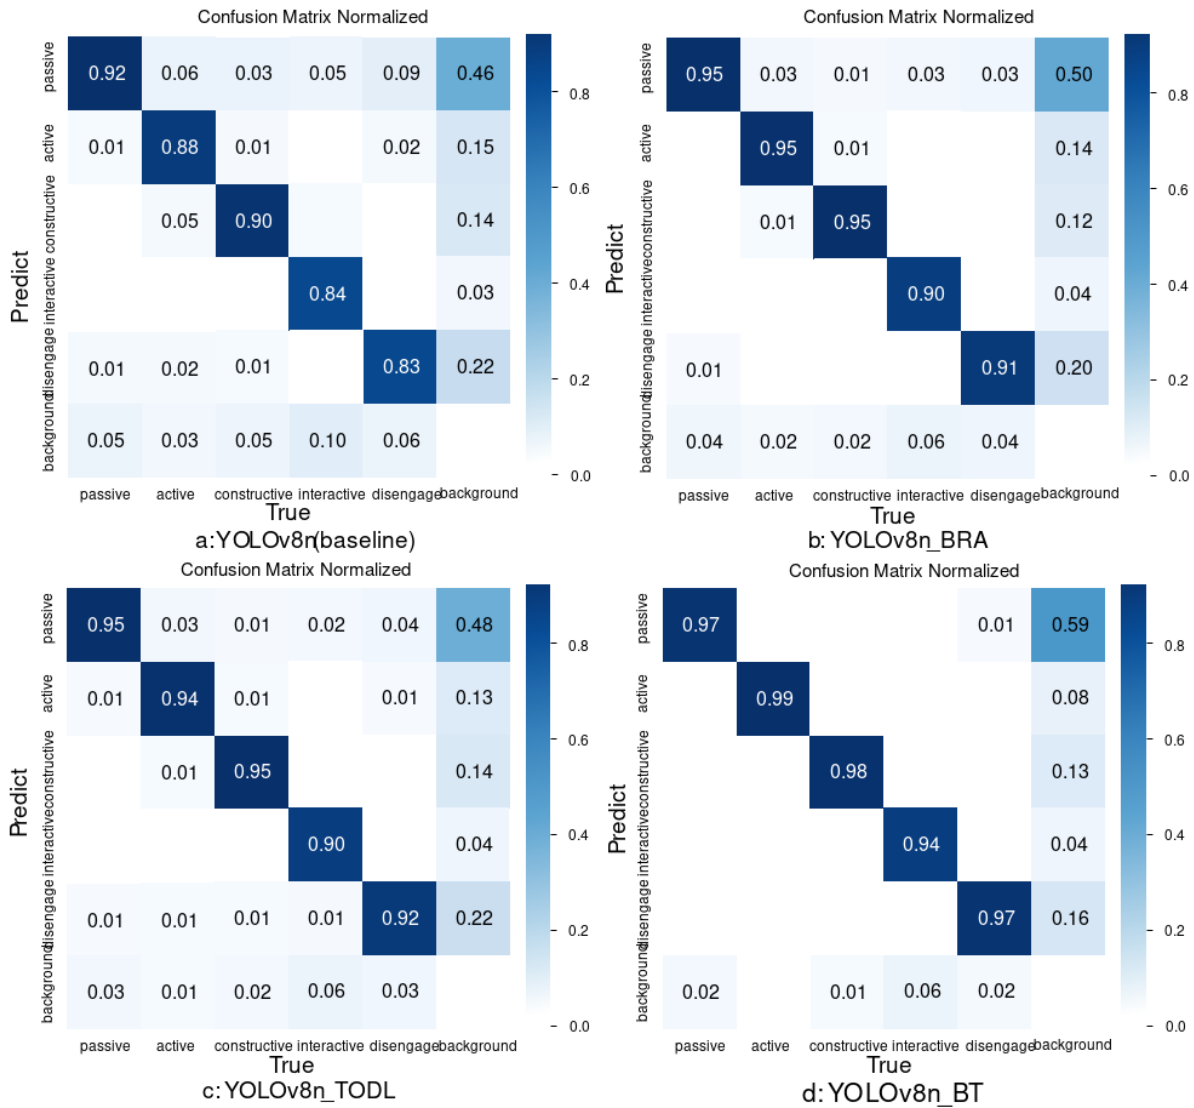 Confusion Matrix Normalized
passive 0.92 0.06 0.03 0.05 0.09 0.46
active 0.01 0.88 0.01 0.02 0.15
constructive 0.05 0.90 0.14
interactive 0.84 0.03
disengage 0.01 0.02 0.01 0.83 0.22
background 0.05 0.03 0.05 0.10 0.06
Predict
0.8
0.6
0.4
0.2
0.0
passive active constructive interactive disengage background
True
a:YOLOv8n(baseline)
Confusion Matrix Normalized
passive 0.95 0.03 0.01 0.03 0.03 0.50
active 0.95 0.01 0.14
constructive 0.01 0.95 0.12
interactive 0.90 0.04
disengage 0.01 0.91 0.20
background 0.04 0.02 0.02 0.06 0.04
Predict
0.8
0.6
0.4
0.2
0.0
passive active constructive interactive disengage background
True
b: YOLOv8n_BRA
Confusion Matrix Normalized
passive 0.95 0.03 0.01 0.02 0.04 0.48
active 0.01 0.94 0.01 0.01 0.13
constructive 0.01 0.95 0.14
interactive 0.90 0.04
disengage 0.01 0.01 0.01 0.01 0.92 0.22
background 0.03 0.01 0.02 0.06 0.03
Predict
0.8
0.6
0.4
0.2
0.0
passive active constructive interactive disengage background
True
c: YOLOv8n_TODL
Confusion Matrix Normalized
passive 0.97 0.01 0.59
active 0.99 0.08
constructive 0.98 0.13
interactive 0.94 0.04
disengage 0.97 0.16
background 0.02 0.01 0.06 0.02
Predict
0.8
0.6
0.4
0.2
0.0
passive active constructive interactive disengage background
True
d: YOLOv8n_BT